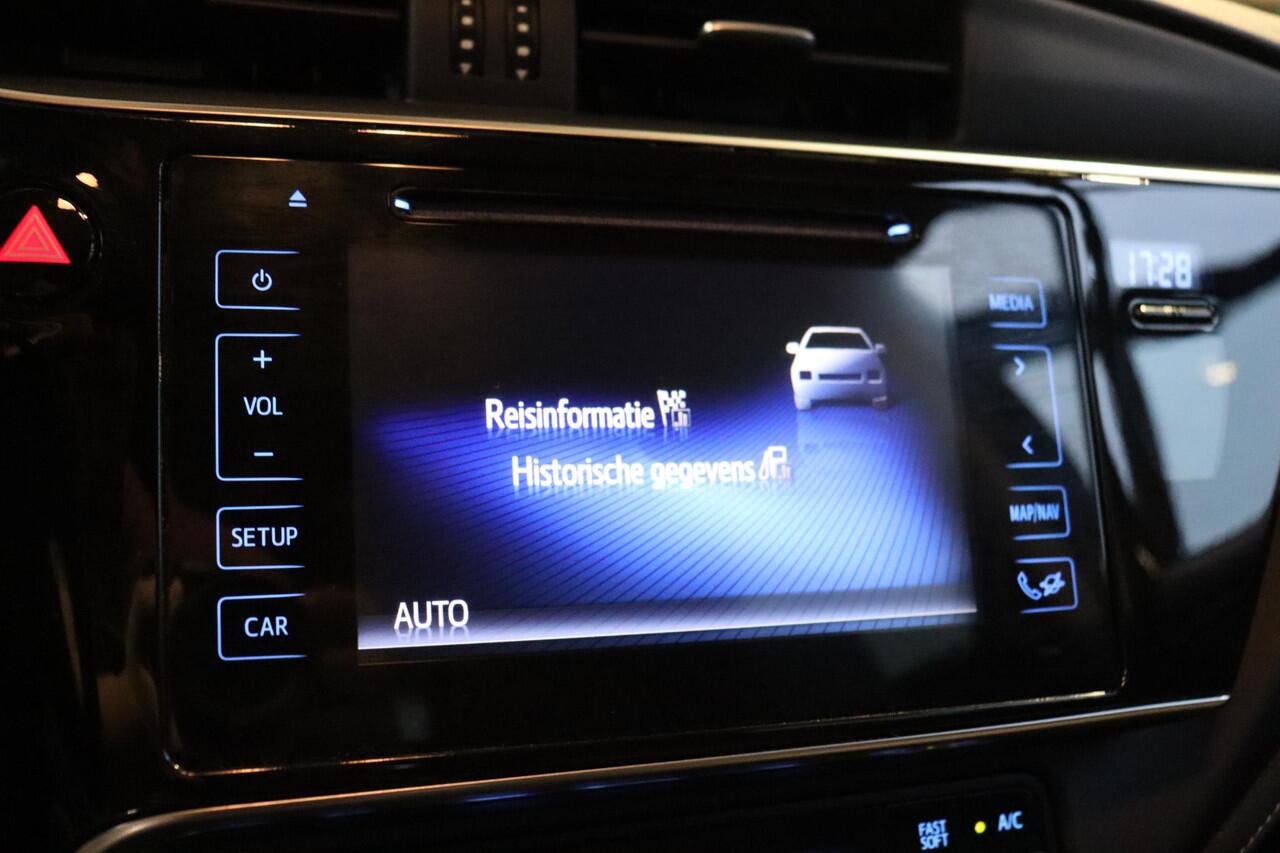 17:28
MEDIA
+
VOL
−
Reisinformatie
Historische gegevens
SETUP
MAP/NAV
AUTO
CAR
FAST
SOFT
A/C